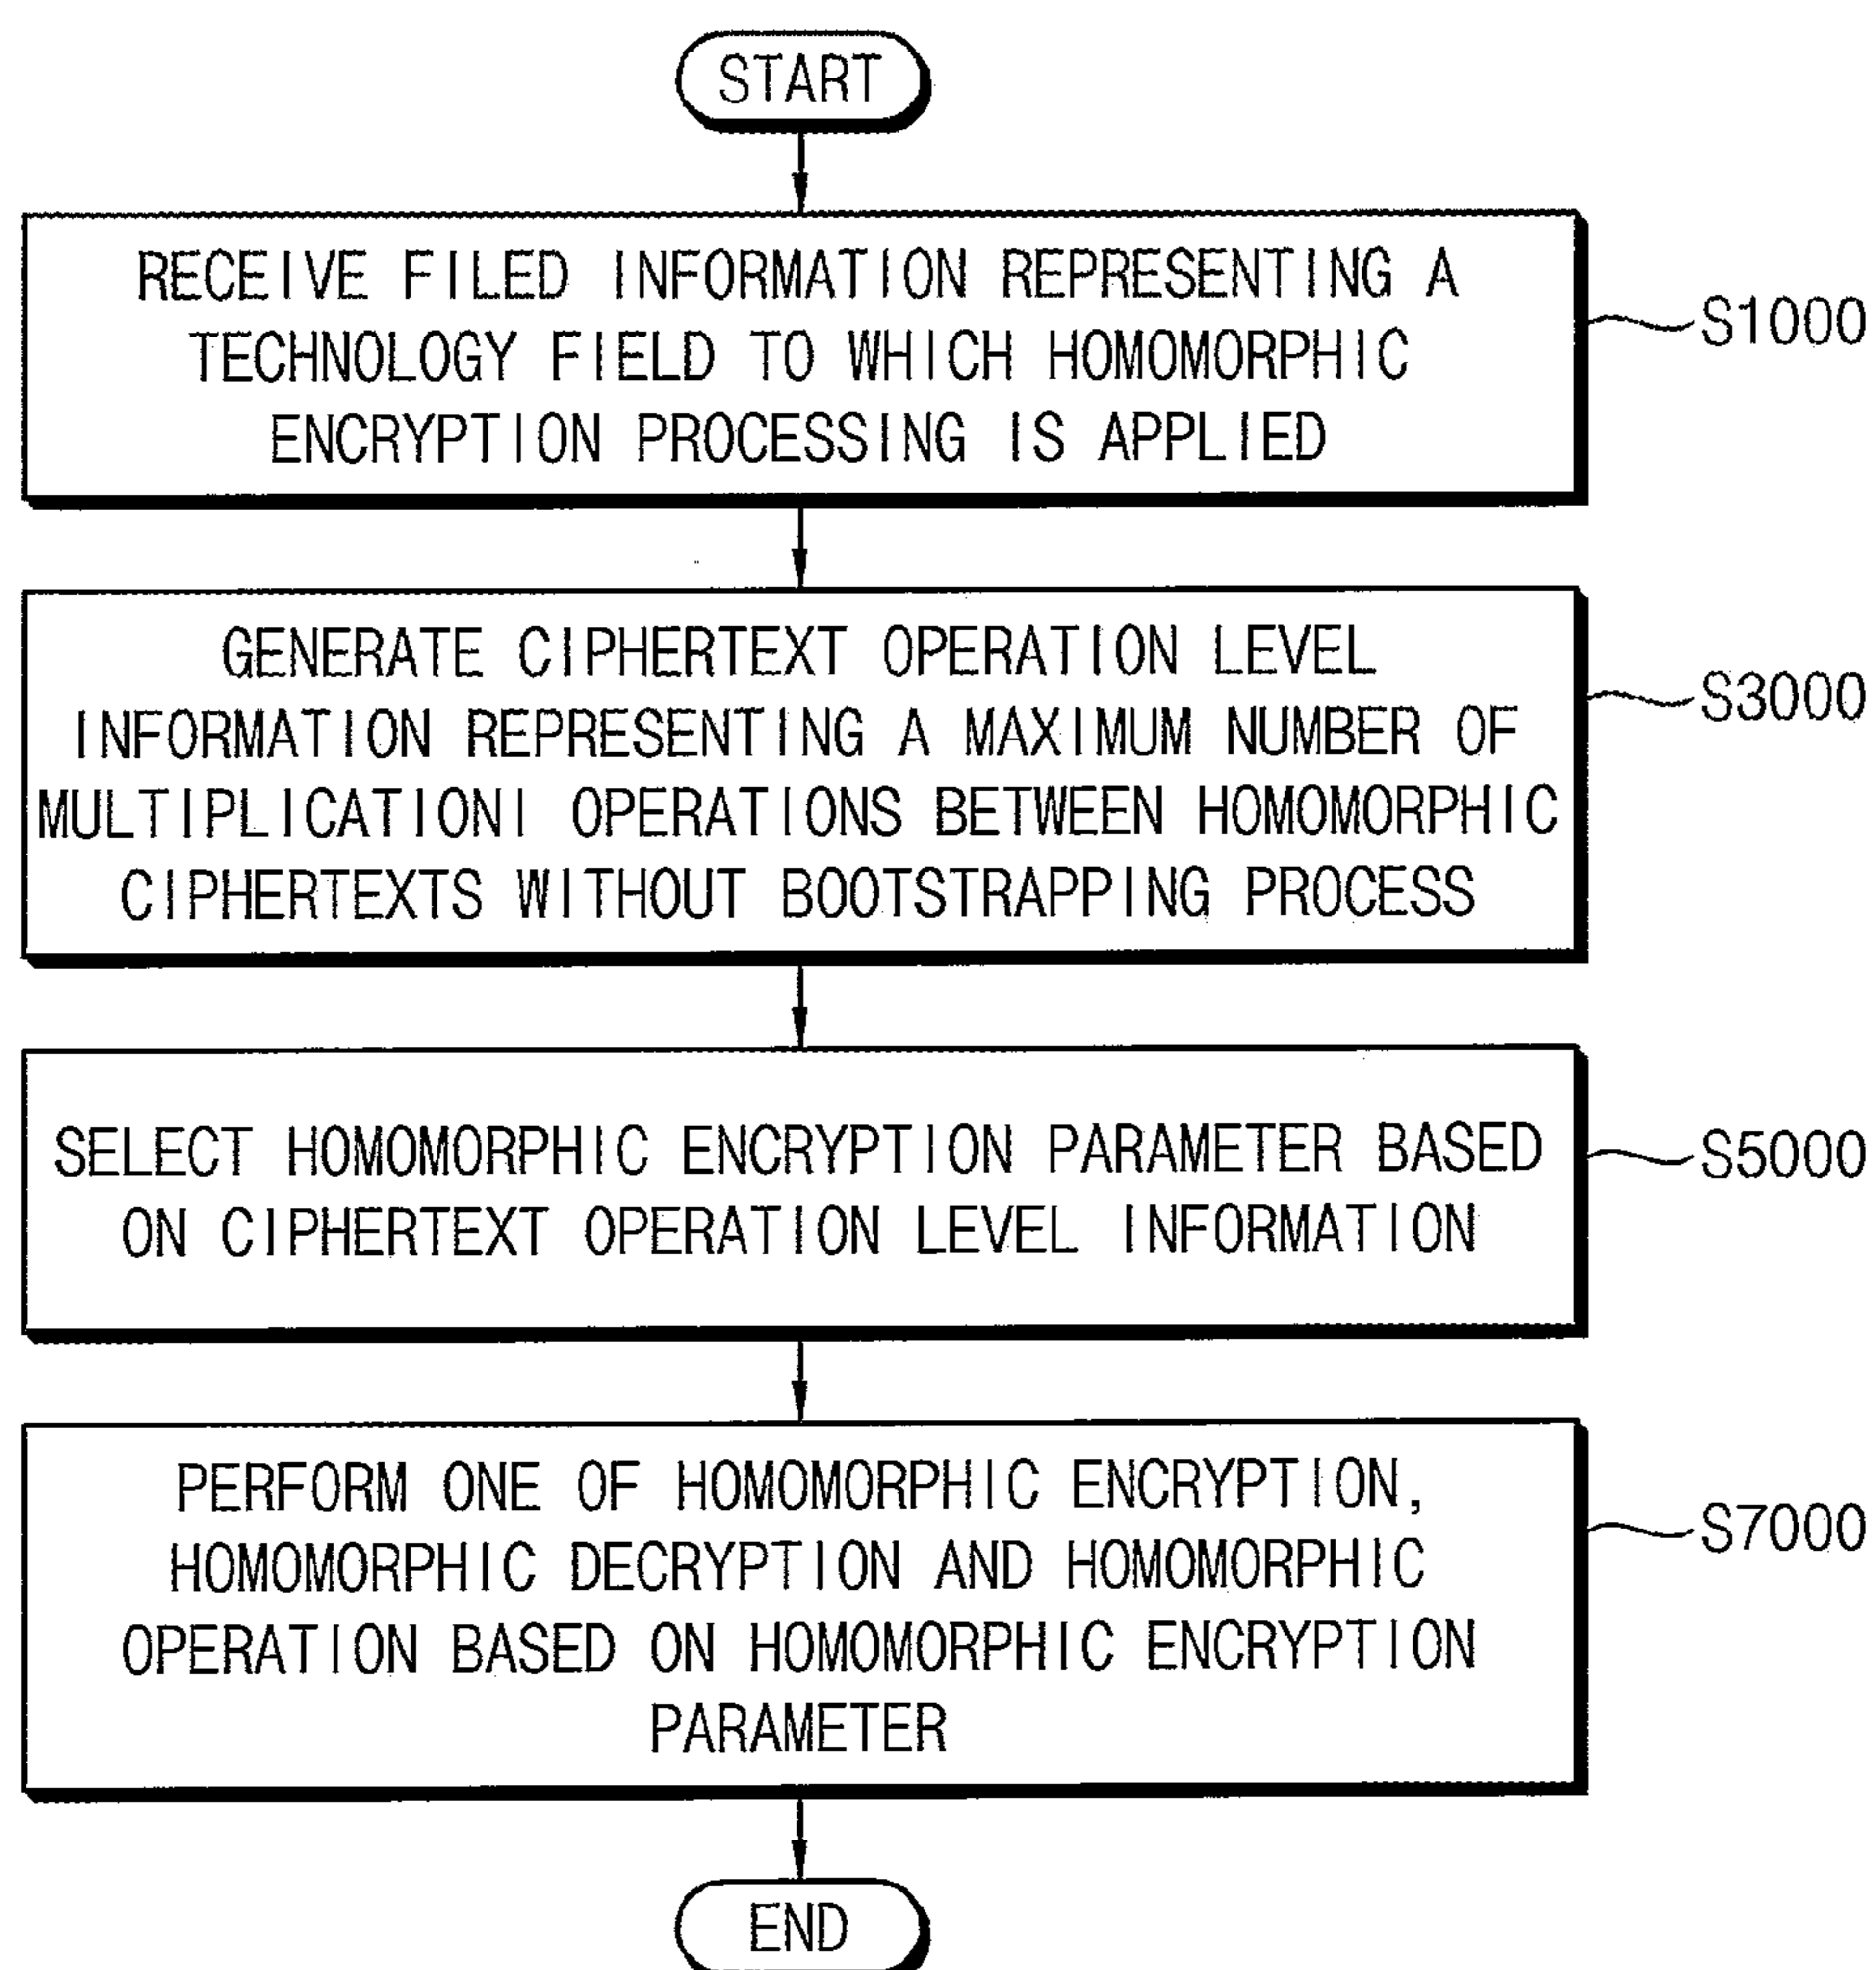 START
RECEIVE FILED INFORMATION REPRESENTING A
TECHNOLOGY FIELD TO WHICH HOMOMORPHIC
ENCRYPTION PROCESSING IS APPLIED
S1000
GENERATE CIPHERTEXT OPERATION LEVEL
INFORMATION REPRESENTING A MAXIMUM NUMBER OF
MULTIPLICATIONI OPERATIONS BETWEEN HOMOMORPHIC
CIPHERTEXTS WITHOUT BOOTSTRAPPING PROCESS
S3000
SELECT HOMOMORPHIC ENCRYPTION PARAMETER BASED
ON CIPHERTEXT OPERATION LEVEL INFORMATION
S5000
PERFORM ONE OF HOMOMORPHIC ENCRYPTION,
HOMOMORPHIC DECRYPTION AND HOMOMORPHIC
OPERATION BASED ON HOMOMORPHIC ENCRYPTION
PARAMETER
S7000
END